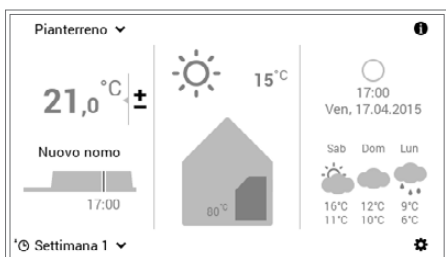 Pianterreno
21,0 °C ±
Nuovo nomo
17:00
Settimana 1
15°C
80°C
17:00
Ven, 17.04.2015
Sab Dom Lun
16°C 12°C 9°C
11°C 10°C 6°C